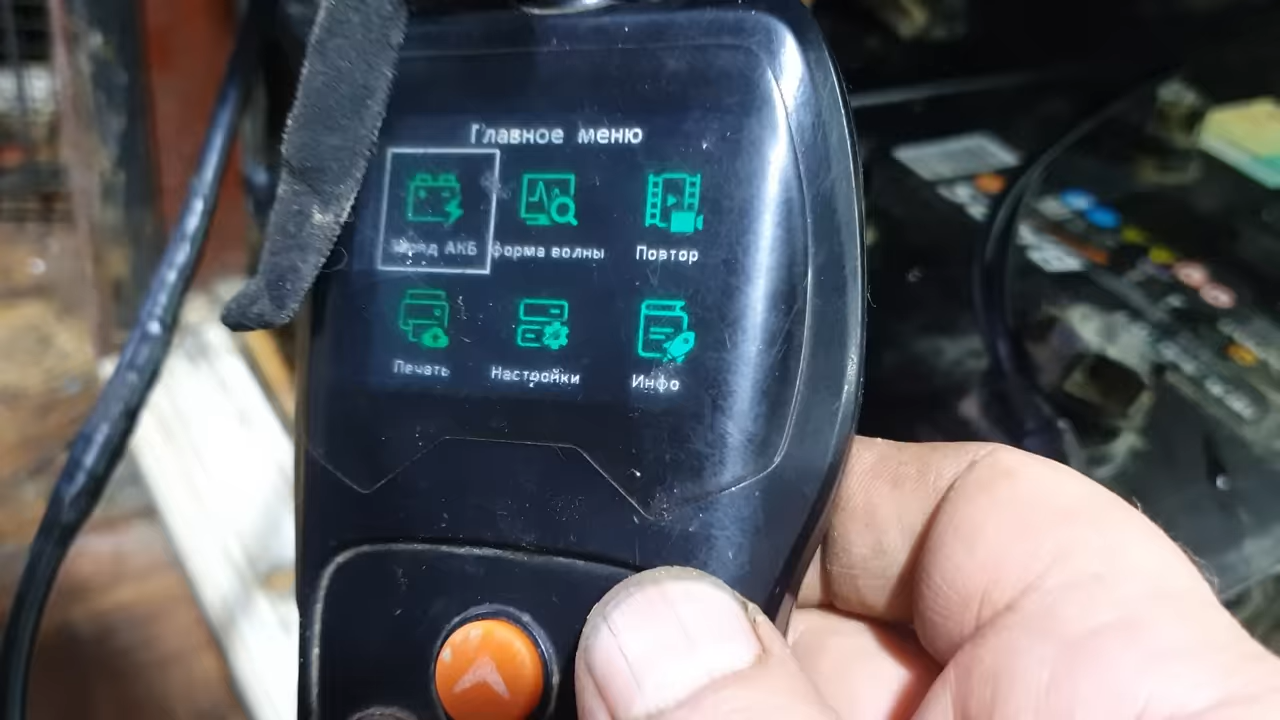 Главное меню
АКБ
форма волны
Повтор
Печать
Настройки
Инфо